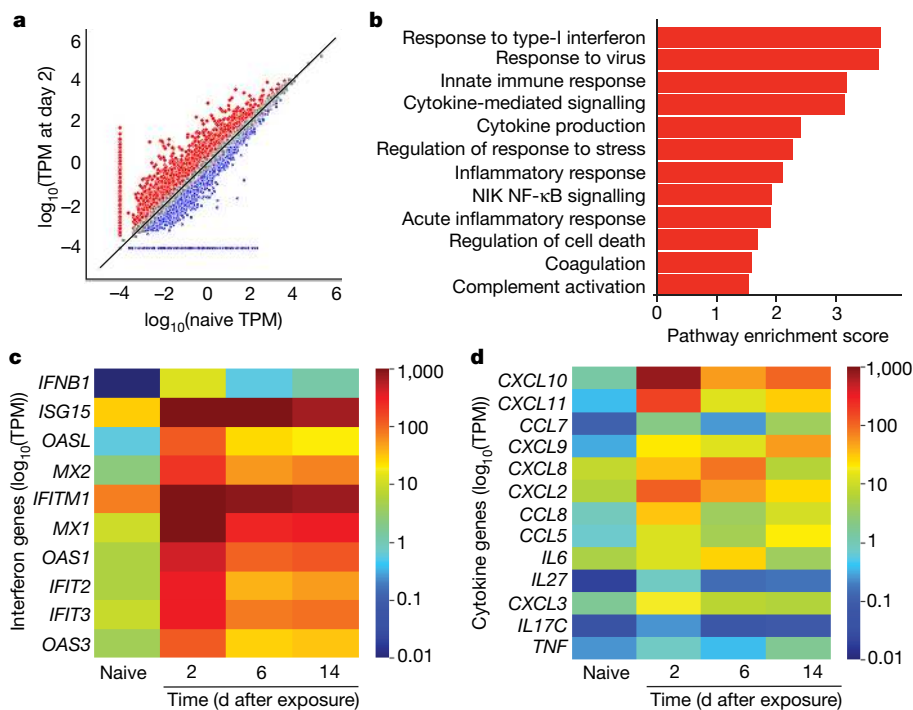 a
log10(TPM at day 2)
6
4
2
0
−2
−4
−4
−2
0
2
4
6
log10(naive TPM)
b
Response to type-I interferon
Response to virus
Innate immune response
Cytokine-mediated signalling
Cytokine production
Regulation of response to stress
Inflammatory response
NIK NF-κB signalling
Acute inflammatory response
Regulation of cell death
Coagulation
Complement activation
0
1
2
3
Pathway enrichment score
c
Interferon genes (log10(TPM))
IFNB1
ISG15
OASL
MX2
IFITM1
MX1
OAS1
IFIT2
IFIT3
OAS3
Naive
2
6
14
Time (d after exposure)
1,000
100
10
1
0.1
0.01
d
Cytokine genes (log10(TPM))
CXCL10
CXCL11
CCL7
CXCL9
CXCL8
CXCL2
CCL8
CCL5
IL6
IL27
CXCL3
IL17C
TNF
Naive
2
6
14
Time (d after exposure)
1,000
100
10
1
0.1
0.01